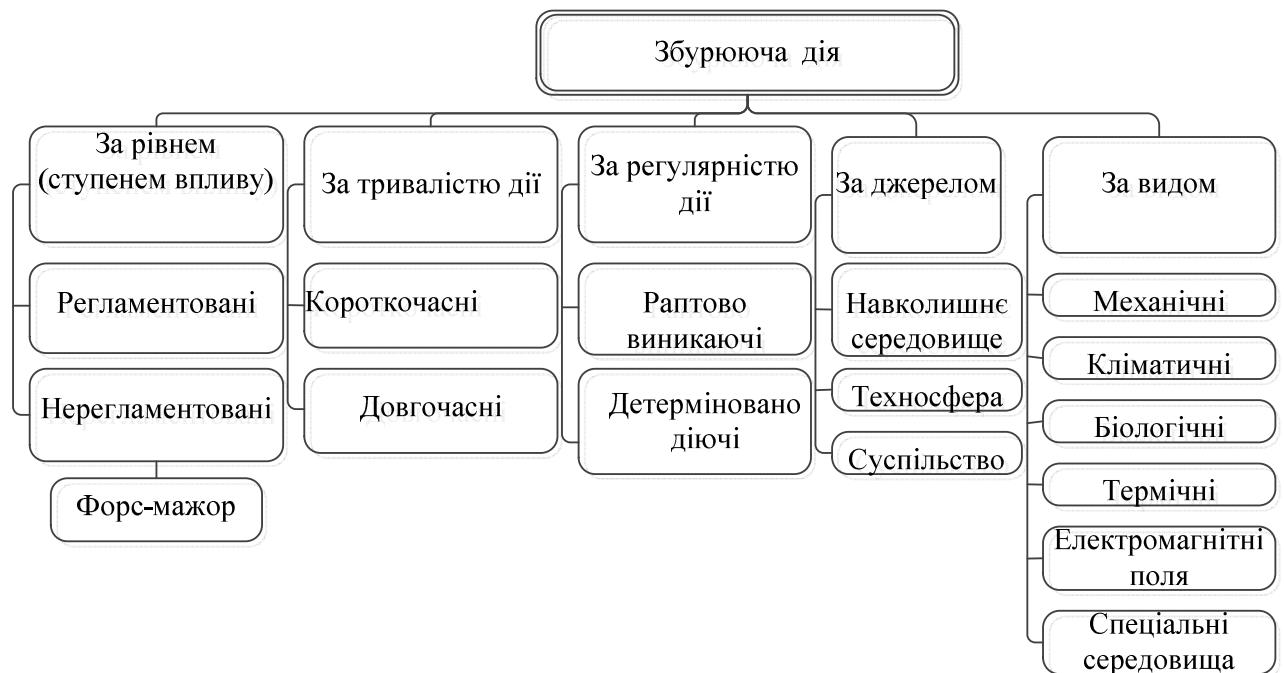 Збурююча дія
За рівнем
(ступенем впливу)
Регламентовані
Нерегламентовані
Форс-мажор
За тривалістю дії
Короткочасні
Довгочасні
За регулярністю
дії
Раптово
виникаючі
Детерміновано
діючі
За джерелом
Навколишнє
середовище
Техносфера
Суспільство
За видом
Механічні
Кліматичні
Біологічні
Термічні
Електромагнітні
поля
Спеціальні
середовища